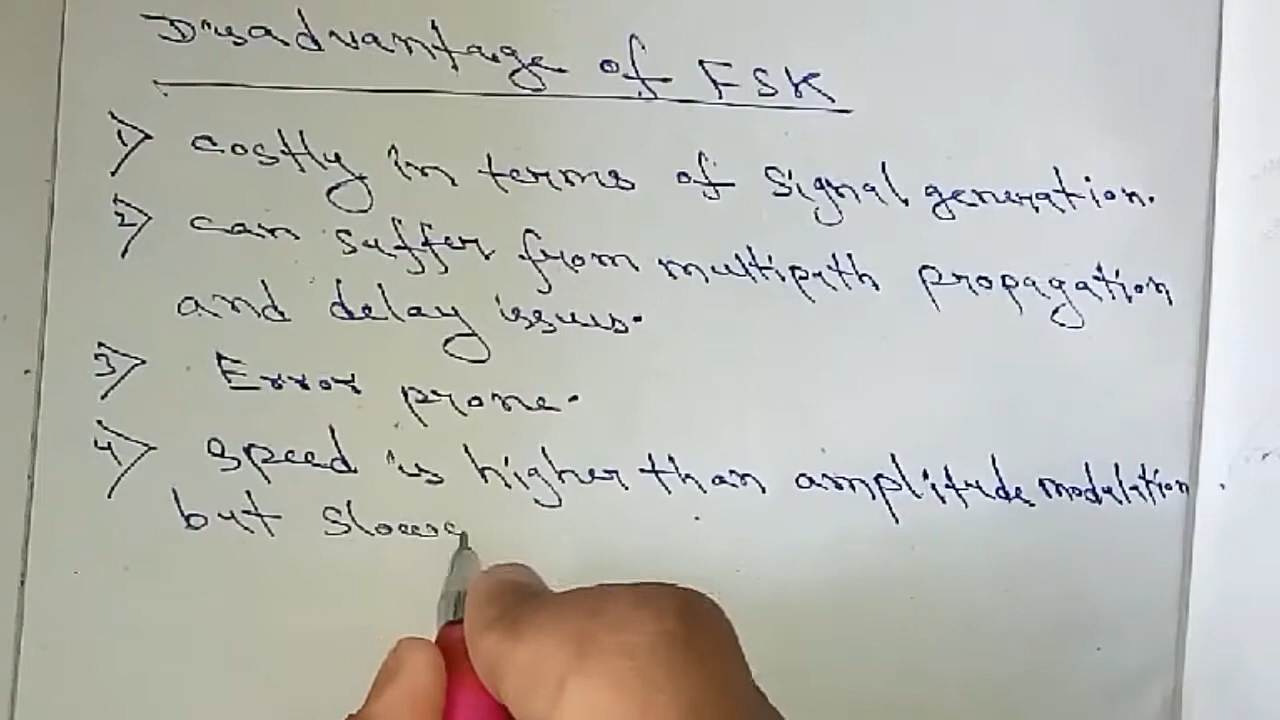 Disadvantage of FSK
1) costly in terms of signal generation.
2) can suffer from multipath propagation
and delay issues.
3) Error prone.
4) speed is higher than amplitude modulation
but slowe